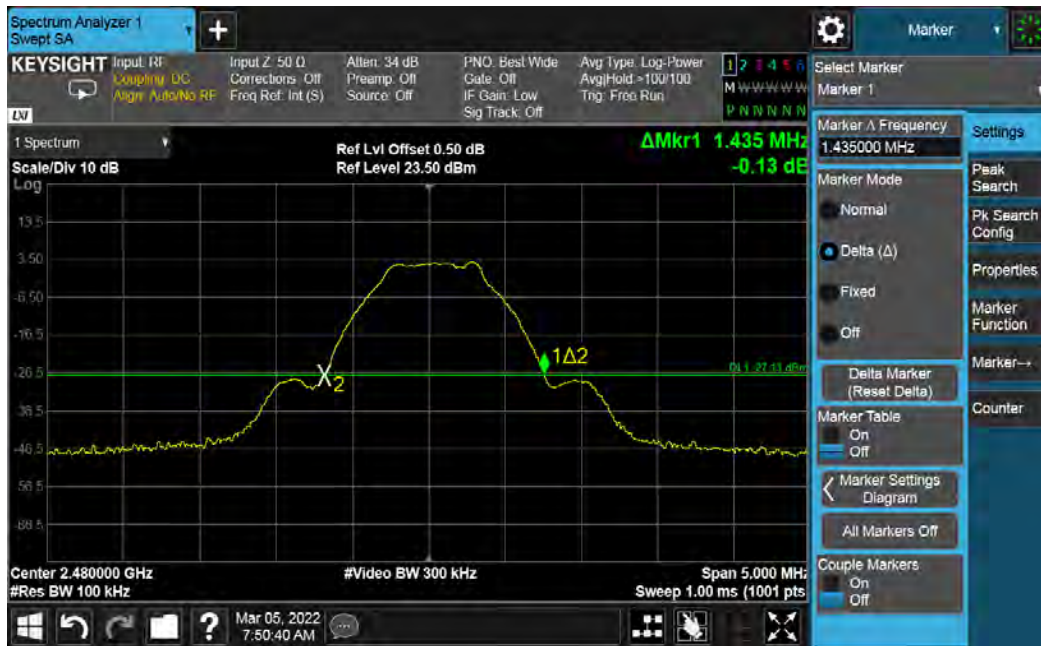 Spectrum Analyzer 1
Swept SA
Marker
KEYSIGHT
Input: RF
Coupling: DC
Align: Auto/No RF
Input Z: 50 Ω
Corrections: Off
Freq Ref: Int (S)
Atten: 34 dB
Preamp: Off
Source: Off
PNO: Best Wide
Gate: Off
IF Gain: Low
Sig Track: Off
Avg Type: Log-Power
Avg|Hold:>100/100
Trig: Free Run
1 2 3 4 5 6
M W W W W W
P N N N N N
LXI
1 Spectrum
Scale/Div 10 dB
Ref Lvl Offset 0.50 dB
Ref Level 23.50 dBm
ΔMkr1 1.435 MHz
-0.13 dB
Log
13.5
3.50
-6.50
-16.5
-26.5
-36.5
-46.5
-56.5
-66.5
X2
1Δ2
DL1 -27.13 dBm
Center 2.480000 GHz
#Res BW 100 kHz
#Video BW 300 kHz
Span 5.000 MHz
Sweep 1.00 ms (1001 pts
Mar 05, 2022
7:50:40 AM
Select Marker
Marker 1
Marker Δ Frequency
1.435000 MHz
Marker Mode
Normal
Delta (Δ)
Fixed
Off
Delta Marker
(Reset Delta)
Marker Table
On
Off
Marker Settings
Diagram
All Markers Off
Couple Markers
On
Off
Settings
Peak
Search
Pk Search
Config
Properties
Marker
Function
Marker→
Counter